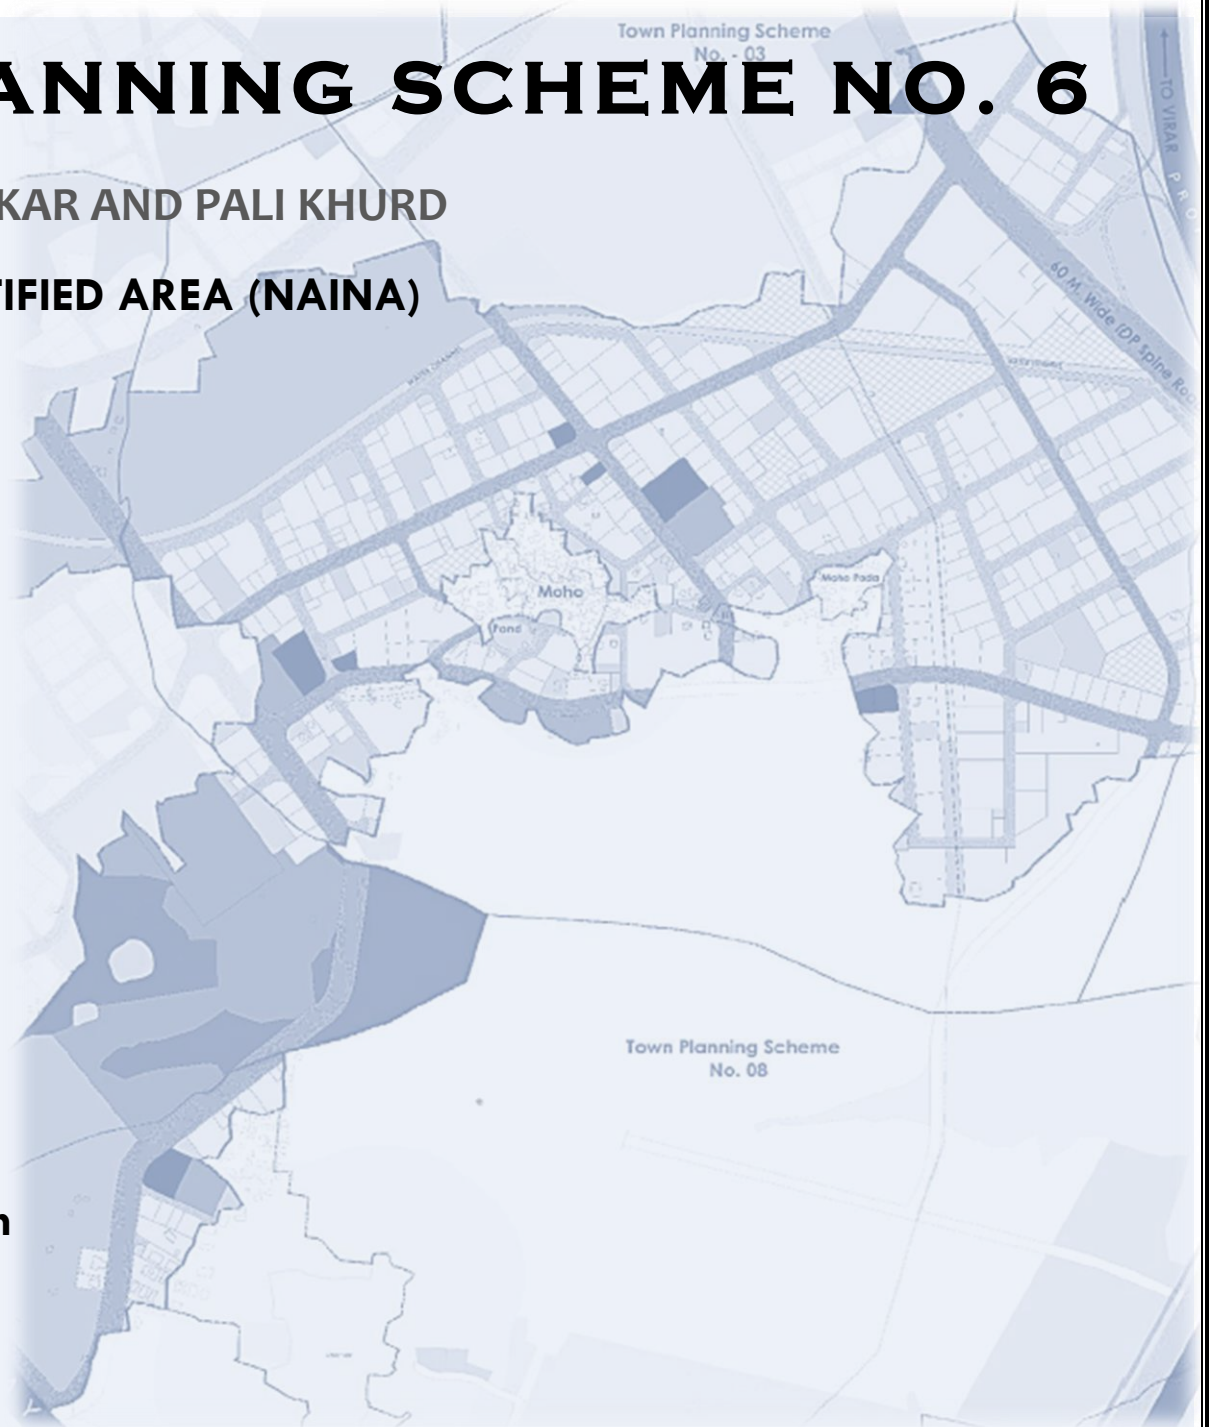 Town Planning Scheme
No. - 03
ANNING SCHEME NO. 6
TO VIRAR
P R O
KAR AND PALI KHURD
60 M. Wide IDP Spine Roa
TIFIED AREA (NAINA)
Moho Pada
Moho
Pond
Town Planning Scheme
No. 08
n